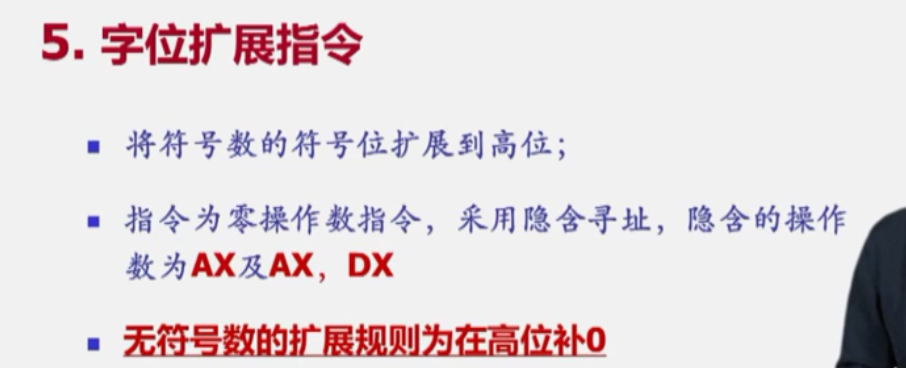 5. 字位扩展指令
将符号数的符号位扩展到高位；
指令为零操作数指令，采用隐含寻址，隐含的操作
数为AX及AX，DX
无符号数的扩展规则为在高位补0